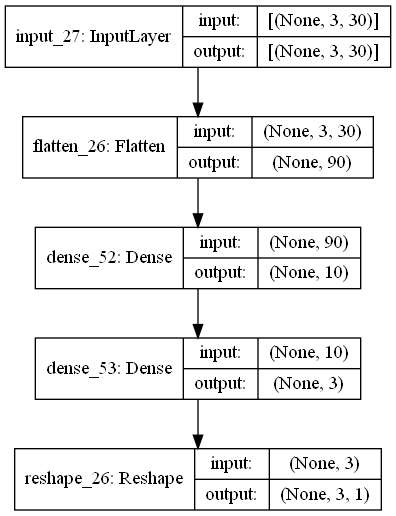 input_27: InputLayer
input:
[(None, 3, 30)]
output:
[(None, 3, 30)]
flatten_26: Flatten
input:
(None, 3, 30)
output:
(None, 90)
dense_52: Dense
input:
(None, 90)
output:
(None, 10)
dense_53: Dense
input:
(None, 10)
output:
(None, 3)
reshape_26: Reshape
input:
(None, 3)
output:
(None, 3, 1)